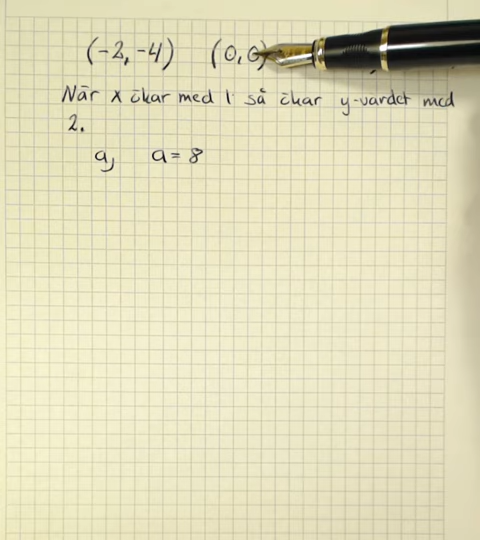 (-2, -4) (0, 0)
När x ökar med 1 så ökar y-värdet med
2.
a, a = 8